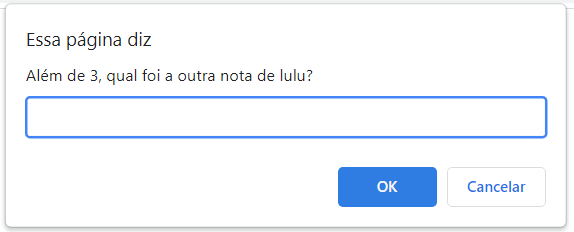 Essa página diz
Além de 3, qual foi a outra nota de lulu?
OK
Cancelar